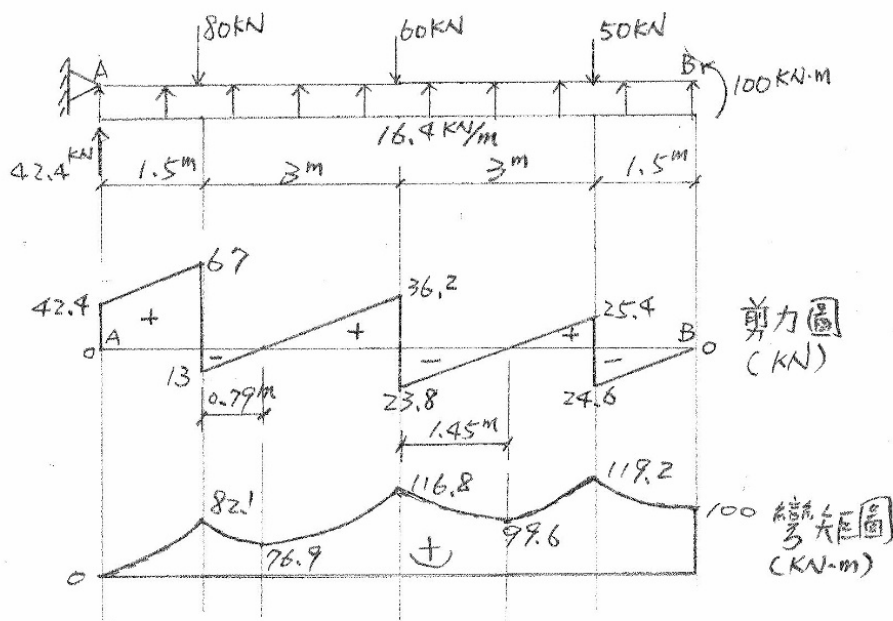 80KN 60KN 50KN
A B 100KN·m
16.4KN/m
42.4KN 1.5m 3m 3m 1.5m
67
42.4 36.2 25.4 剪力圖
A + + + B 0 (KN)
0 - - -
13 23.8 24.6
0.79m
1.45m
82.1 116.8 119.2 100 彎矩圖
76.9 + 99.6 (KN-m)
0